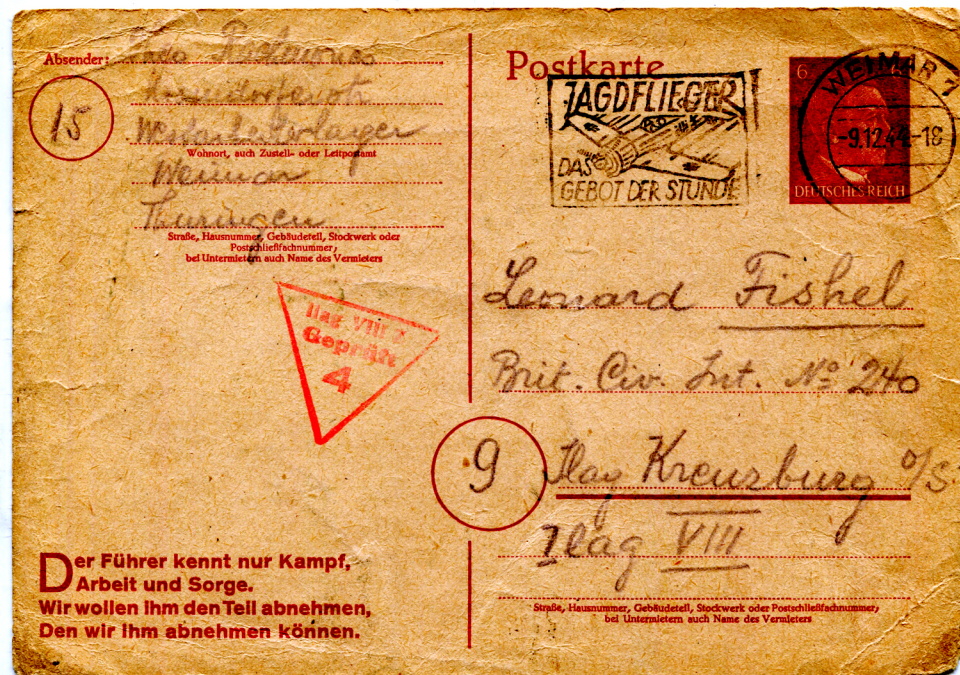 Absender:
15
Westarbeiterlager
Wohnort, auch Zustell- oder Leitpostamt
Weimar
Thuringen
Straße, Hausnummer, Gebäudeteil, Stockwerk oder
Postschließfachnummer,
bei Untermietern auch Name des Vermieters
Ilag VIII Z
Geprüft
4
Der Führer kennt nur Kampf,
Arbeit und Sorge.
Wir wollen ihm den Teil abnehmen,
Den wir ihm abnehmen können.
Postkarte
JAGDFLIEGER
DAS
GEBOT DER STUNDE
6
WEIMAR 7
-9.12.44-18
DEUTSCHES REICH
Leonard Fishel
Brit. Civ. Int. No 240
9
Ilag Kreuzburg O/S.
Ilag VIII
Straße, Hausnummer, Gebäudeteil, Stockwerk oder Postschließfachnummer,
bei Untermietern auch Name des Vermieters